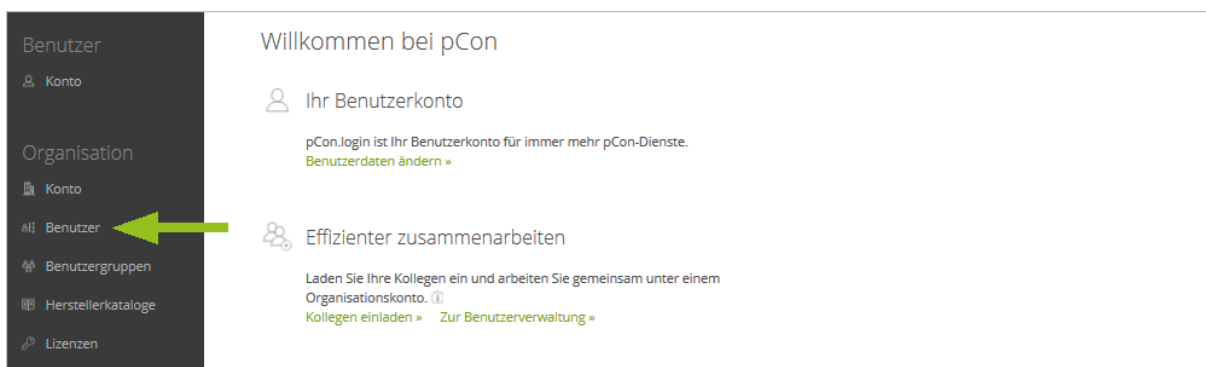 Benutzer
Konto
Organisation
Konto
Benutzer
Benutzergruppen
Herstellerkataloge
Lizenzen
Willkommen bei pCon
Ihr Benutzerkonto
pCon.login ist Ihr Benutzerkonto für immer mehr pCon-Dienste.
Benutzerdaten ändern »
Effizienter zusammenarbeiten
Laden Sie Ihre Kollegen ein und arbeiten Sie gemeinsam unter einem
Organisationskonto.
Kollegen einladen » Zur Benutzerverwaltung »